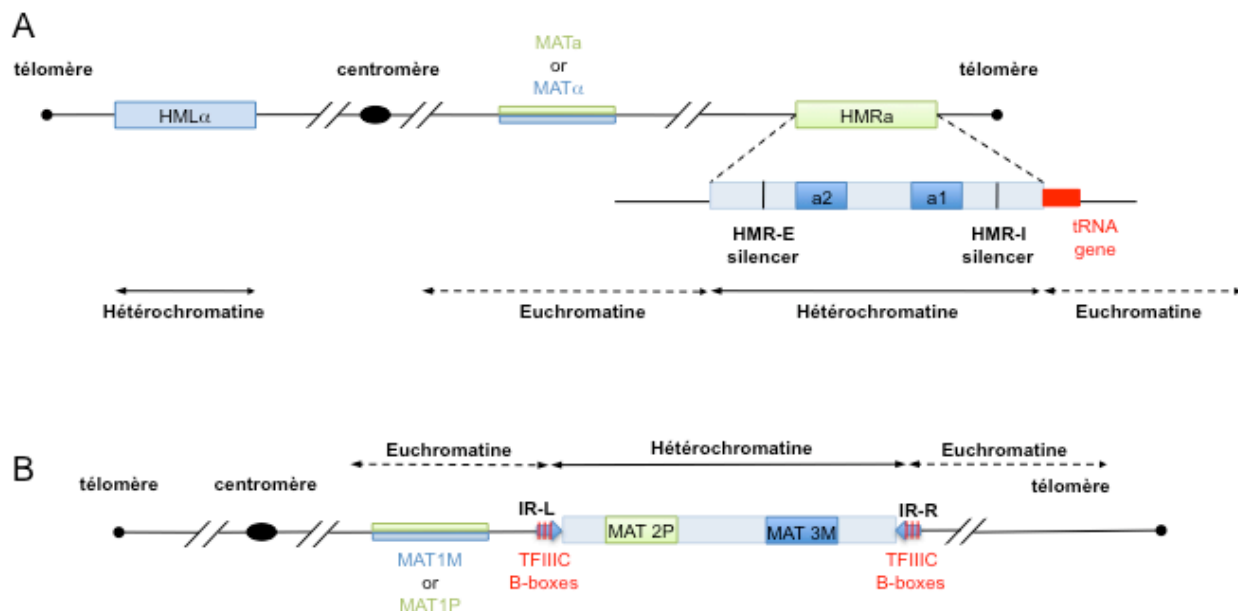 A
MATa
or
MATα
télomère
centromère
télomère
HMLα
HMRa
a2
a1
HMR-E
silencer
HMR-I
silencer
tRNA
gene
Hétérochromatine
Euchromatine
Hétérochromatine
Euchromatine
B
Euchromatine
Hétérochromatine
Euchromatine
télomère
centromère
télomère
IR-L
IR-R
MAT 2P
MAT 3M
MAT1M
or
MAT1P
TFIIIC
B-boxes
TFIIIC
B-boxes